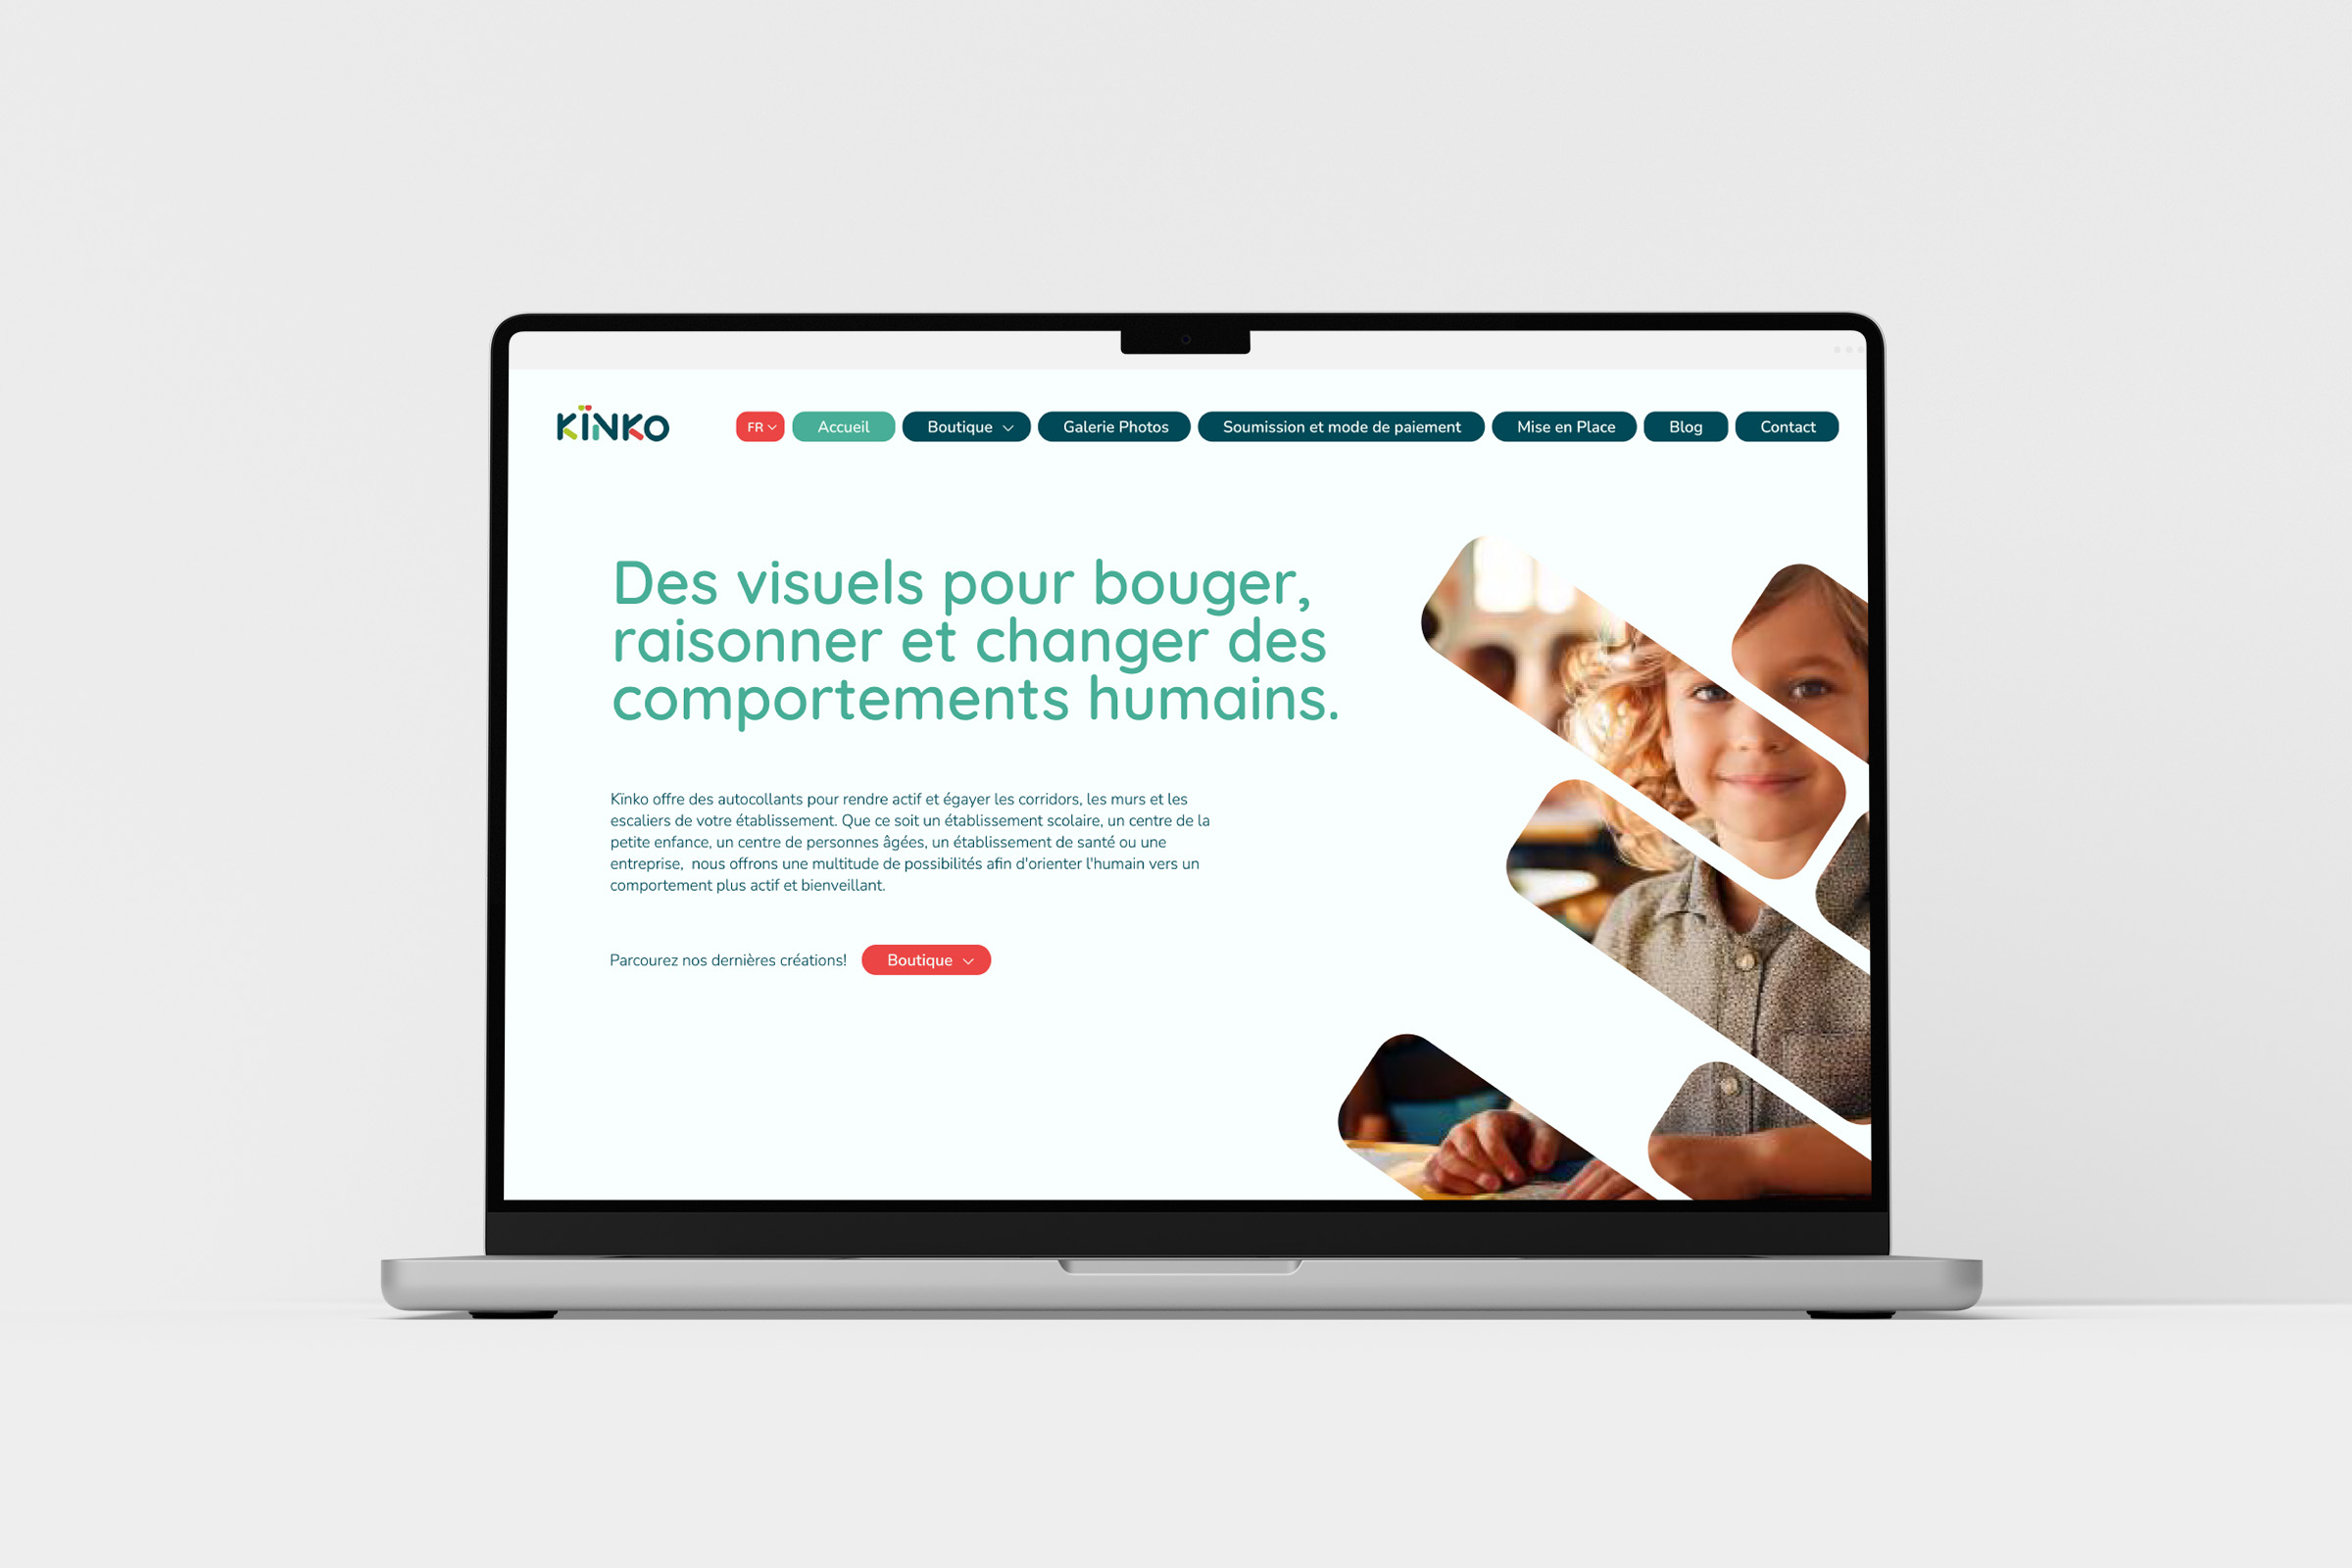 KÏNKO
FR
Accueil
Boutique
Galerie Photos
Soumission et mode de paiement
Mise en Place
Blog
Contact
Des visuels pour bouger,
raisonner et changer des
comportements humains.
Kïnko offre des autocollants pour rendre actif et égayer les corridors, les murs et les
escaliers de votre établissement. Que ce soit un établissement scolaire, un centre de la
petite enfance, un centre de personnes âgées, un établissement de santé ou une
entreprise, nous offrons une multitude de possibilités afin d'orienter l'humain vers un
comportement plus actif et bienveillant.
Parcourez nos dernières créations!
Boutique